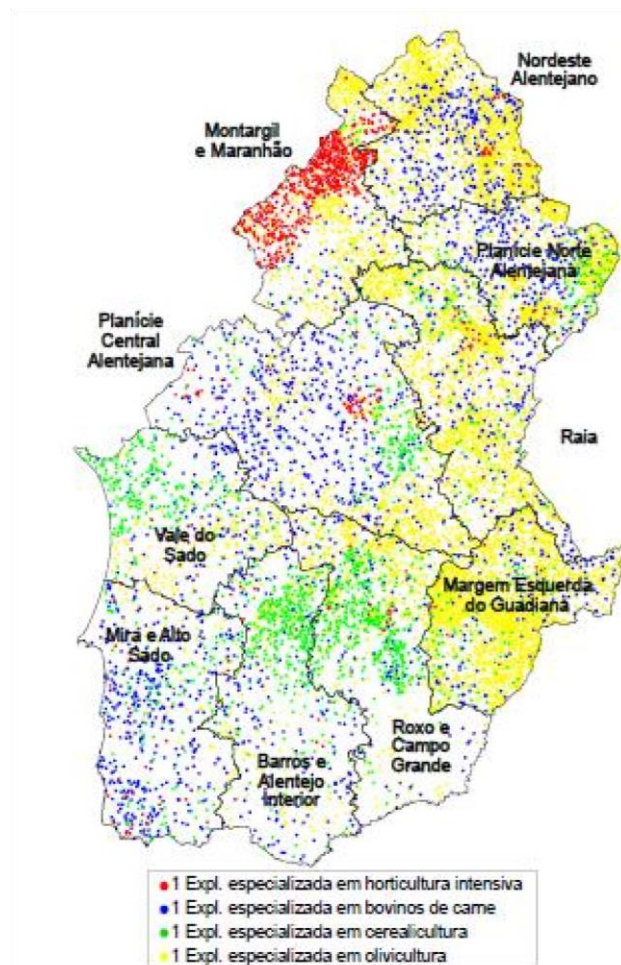 Nordeste
Alentejano
Montargil
e Maranhão
Planície Norte
Alentejana
Planície
Central
Alentejana
Raia
Vale do
Sado
Margem Esquerda
do Guadiana
Mira e Alto
Sado
Roxo e
Campo
Grande
Barros e
Alentejo
Interior
1 Expl. especializada em horticultura intensiva
1 Expl. especializada em bovinos de carne
1 Expl. especializada em cerealicultura
1 Expl. especializada em olivicultura